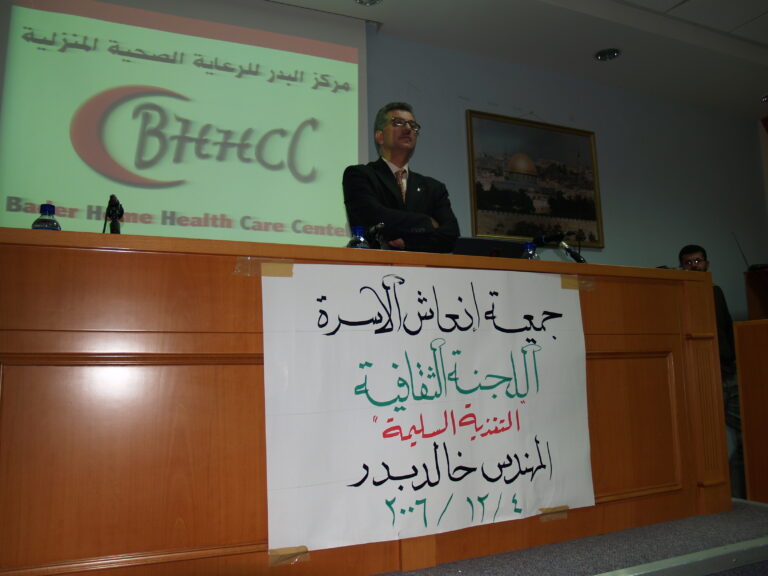 مركز البدر للرعاية الصحية المنزلية
BHHCC
Bader Home Health Care Center
جمعية إنعاش الأسرة
اللجنة الثقافية
"التغذية السليمة"
المهندس خالد بدر
٢٠٠٦ / ١٢ / ٤